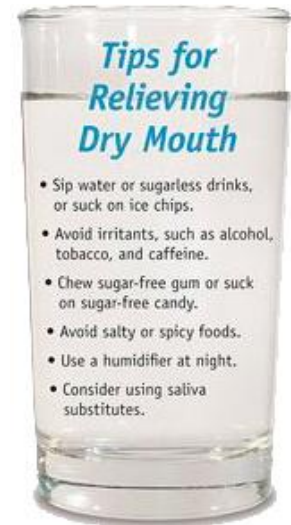 Tips for
Relieving
Dry Mouth
• Sip water or sugarless drinks,
or suck on ice chips.
• Avoid irritants, such as alcohol,
tobacco, and caffeine.
• Chew sugar-free gum or suck
on sugar-free candy.
• Avoid salty or spicy foods.
• Use a humidifier at night.
• Consider using saliva
substitutes.